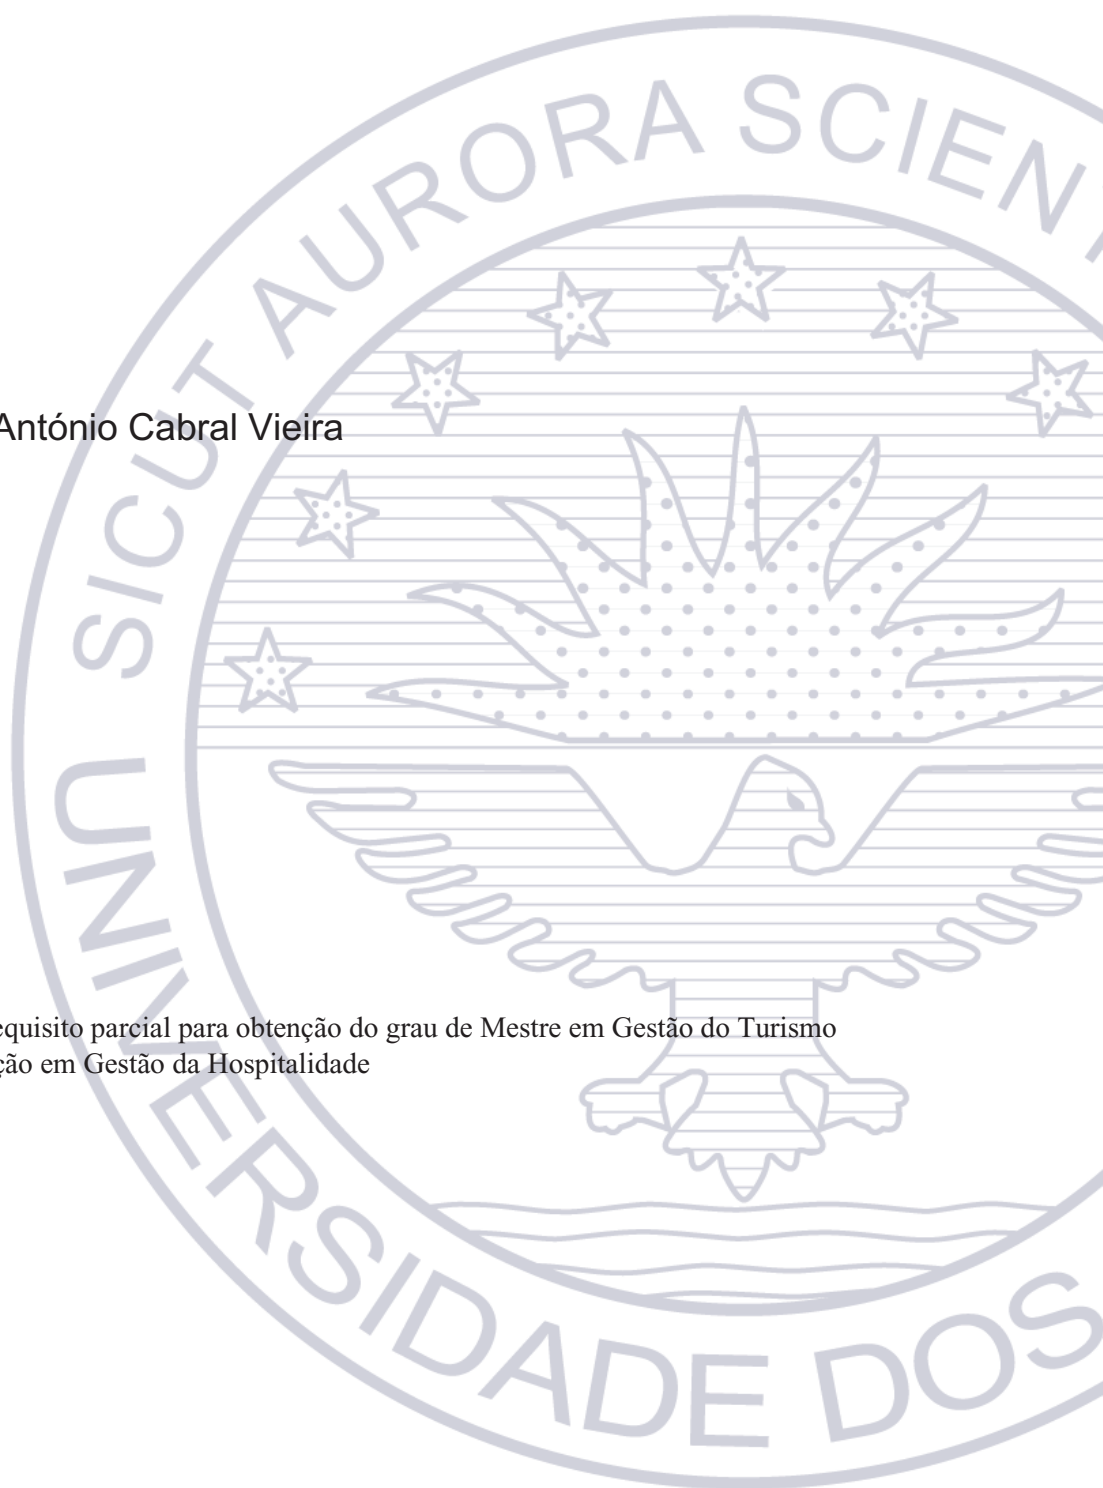 SICUT AURORA SCIEN
António Cabral Vieira
equisito parcial para obtenção do grau de Mestre em Gestão do Turismo
ção em Gestão da Hospitalidade
UNIVERSIDADE DOS